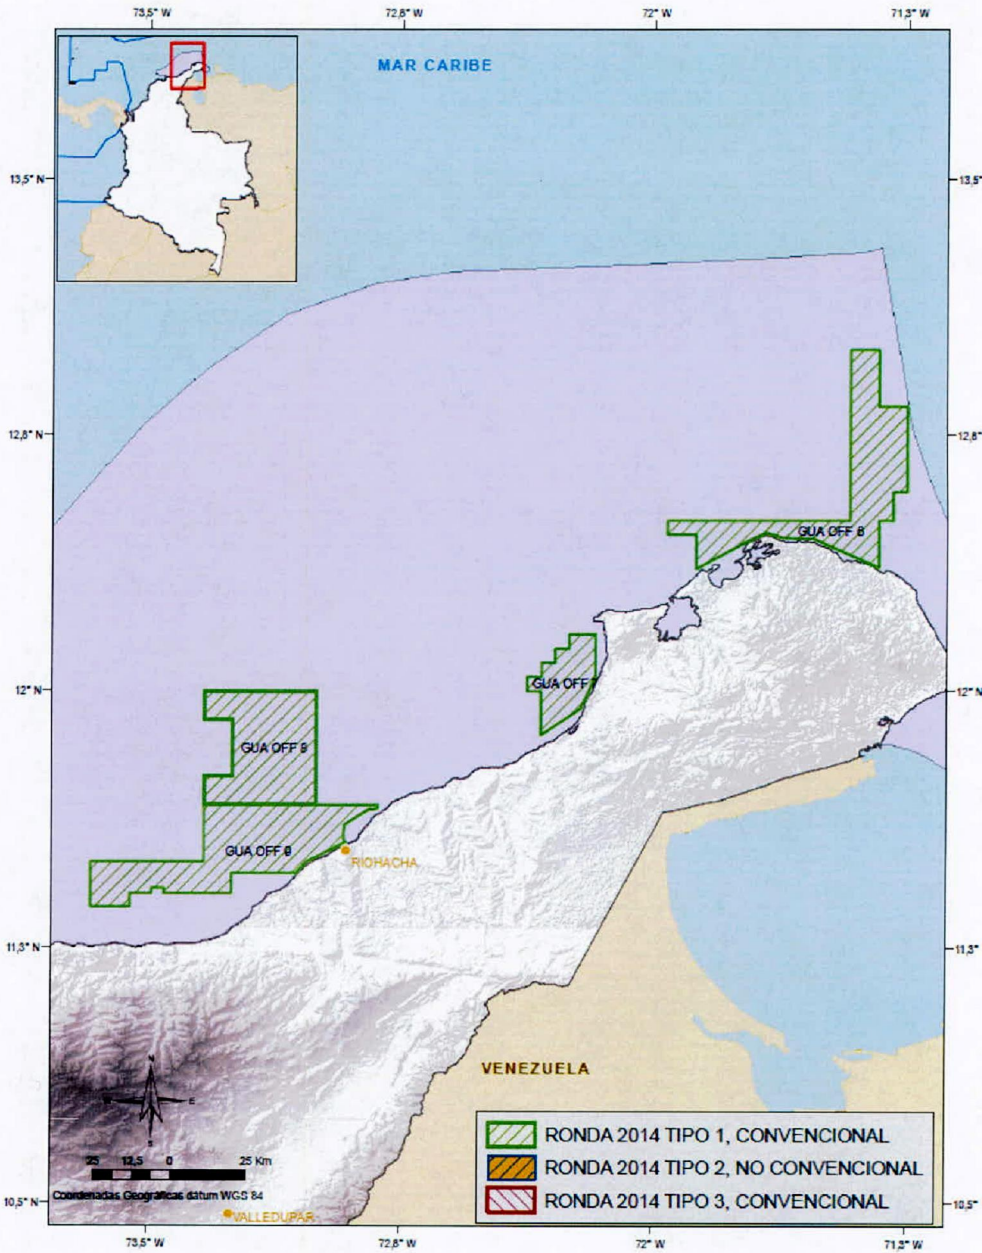 73,5° W
72,8° W
72° W
71,3° W
MAR CARIBE
13,5° N
13,5°
12,8° N
12,8° N
GUA OFF 6
12° N
12° N
GUA OFF 7
GUA OFF 8
GUA OFF 9
RIOHACHA
11,3° N
11,3° N
VENEZUELA
N
W
E
S
25 12,5 0 25 Km
Coordenadas Geográficas dátum WGS 84
VALLEDUPAR
RONDA 2014 TIPO 1, CONVENCIONAL
RONDA 2014 TIPO 2, NO CONVENCIONAL
RONDA 2014 TIPO 3, CONVENCIONAL
10,5° N
10,5° N
73,5° W
72,8° W
72° W
71,3° W